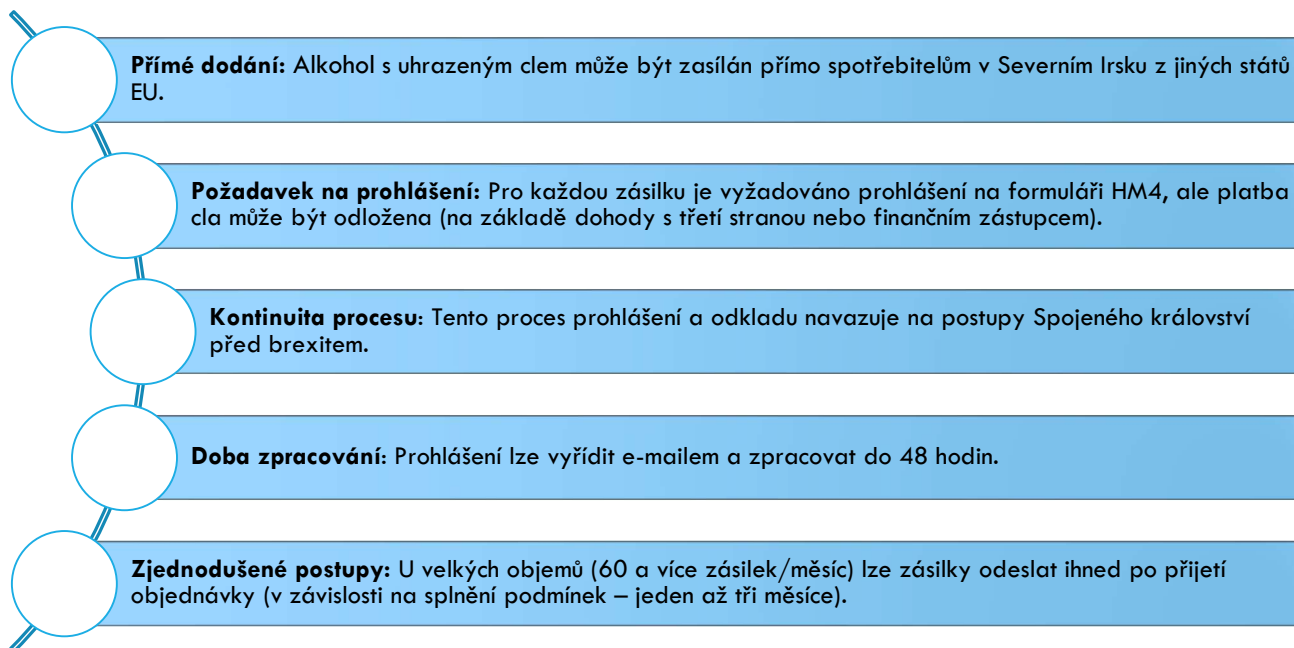 Přímé dodání: Alkohol s uhrazeným clem může být zasílán přímo spotřebitelům v Severním Irsku z jiných států
EU.
Požadavek na prohlášení: Pro každou zásilku je vyžadováno prohlášení na formuláři HM4, ale platba
cla může být odložena (na základě dohody s třetí stranou nebo finančním zástupcem).
Kontinuita procesu: Tento proces prohlášení a odkladu navazuje na postupy Spojeného království
před brexitem.
Doba zpracování: Prohlášení lze vyřídit e-mailem a zpracovat do 48 hodin.
Zjednodušené postupy: U velkých objemů (60 a více zásilek/měsíc) lze zásilky odeslat ihned po přijetí
objednávky (v závislosti na splnění podmínek – jeden až tři měsíce).